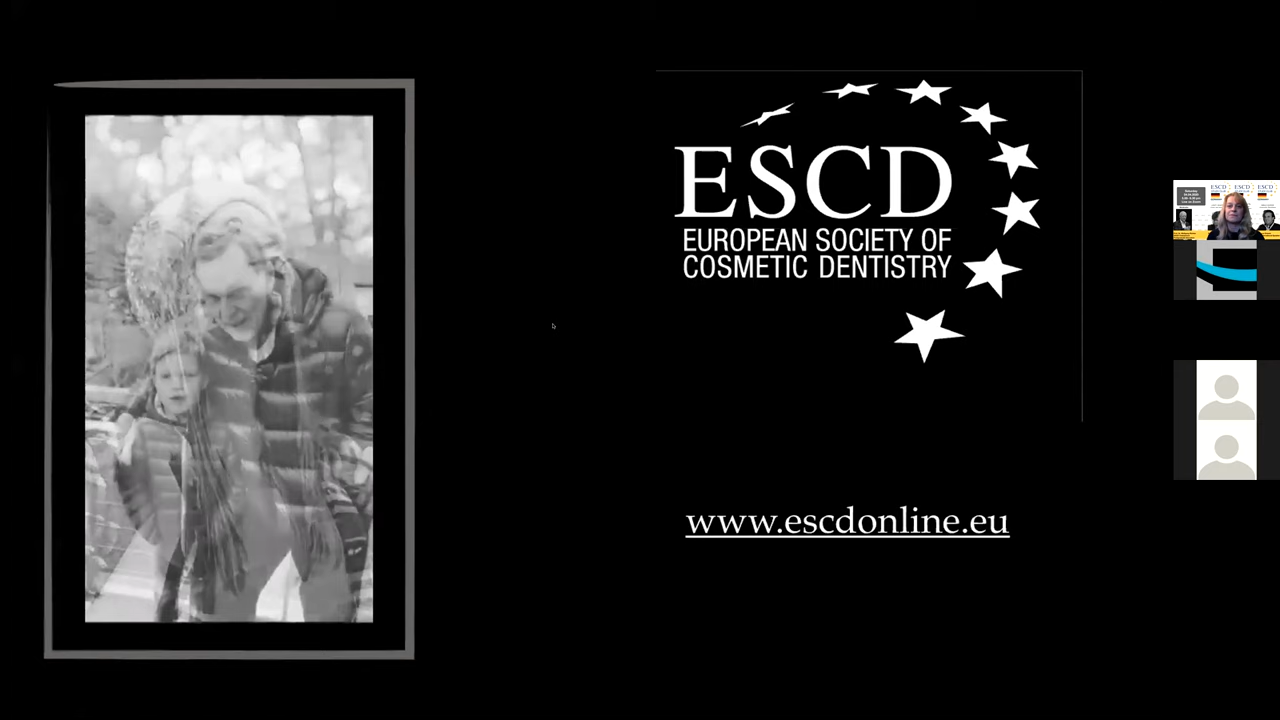 ESCD
EUROPEAN SOCIETY OF
COSMETIC DENTISTRY
www.escdonline.eu